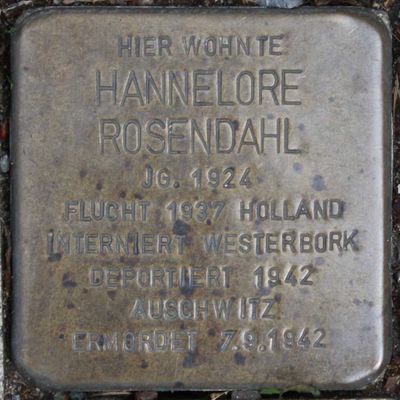 HIER WOHNTE
HANNELORE
ROSENDAHL
JG. 1924
FLUCHT 1937 HOLLAND
INTERNIERT WESTERBORK
DEPORTIERT 1942
AUSCHWITZ
ERMORDET 7.9.1942